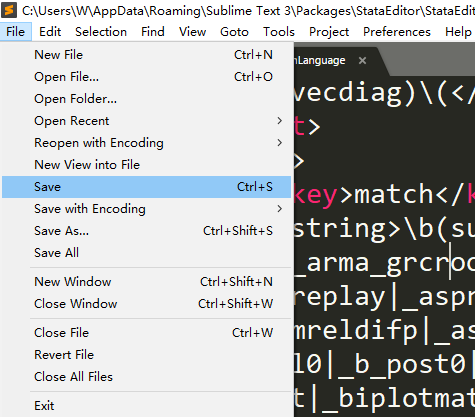 C:\Users\W\AppData\Roaming\Sublime Text 3\Packages\StataEditor\StataEdit
File Edit Selection Find View Goto Tools Project Preferences Help
New File Ctrl+N
Open File... Ctrl+O
Open Folder...
Open Recent
Reopen with Encoding
New View into File
Save Ctrl+S
Save with Encoding
Save As... Ctrl+Shift+S
Save All
New Window Ctrl+Shift+N
Close Window Ctrl+Shift+W
Close File Ctrl+W
Revert File
Close All Files
Exit
nLanguage
vecdiag)\(</
t>
>
key>match</k
string>\b(su
_arma_grcroo
replay|_aspr
mreldifp|_as
l0|_b_post0|
t|_biplotmat